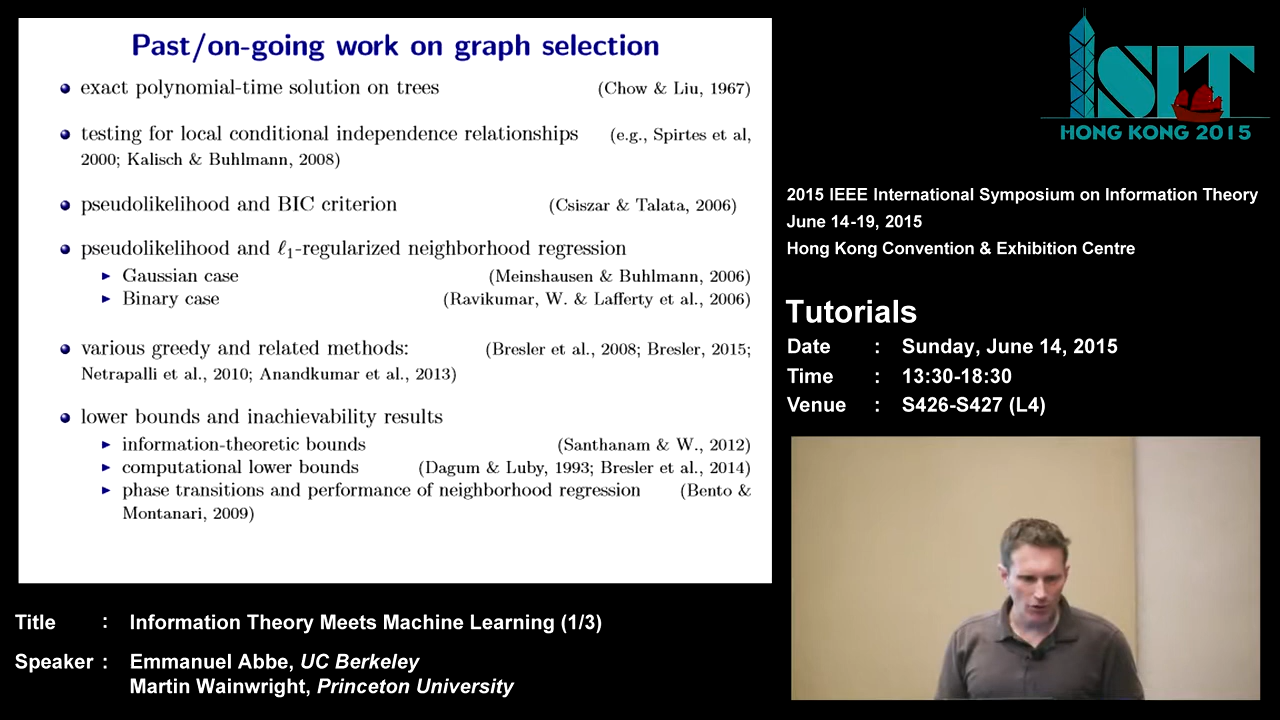 Past/on-going work on graph selection
exact polynomial-time solution on trees (Chow & Liu, 1967)
testing for local conditional independence relationships (e.g., Spirtes et al,
2000; Kalisch & Buhlmann, 2008)
pseudolikelihood and BIC criterion (Csiszar & Talata, 2006)
pseudolikelihood and ℓ1-regularized neighborhood regression
Gaussian case (Meinshausen & Buhlmann, 2006)
Binary case (Ravikumar, W. & Lafferty et al., 2006)
various greedy and related methods: (Bresler et al., 2008; Bresler, 2015;
Netrapalli et al., 2010; Anandkumar et al., 2013)
lower bounds and inachievability results
information-theoretic bounds (Santhanam & W., 2012)
computational lower bounds (Dagum & Luby, 1993; Bresler et al., 2014)
phase transitions and performance of neighborhood regression (Bento &
Montanari, 2009)
ISIT
HONG KONG 2015
2015 IEEE International Symposium on Information Theory
June 14-19, 2015
Hong Kong Convention & Exhibition Centre
Tutorials
Date : Sunday, June 14, 2015
Time : 13:30-18:30
Venue : S426-S427 (L4)
Title : Information Theory Meets Machine Learning (1/3)
Speaker : Emmanuel Abbe, UC Berkeley
Martin Wainwright, Princeton University